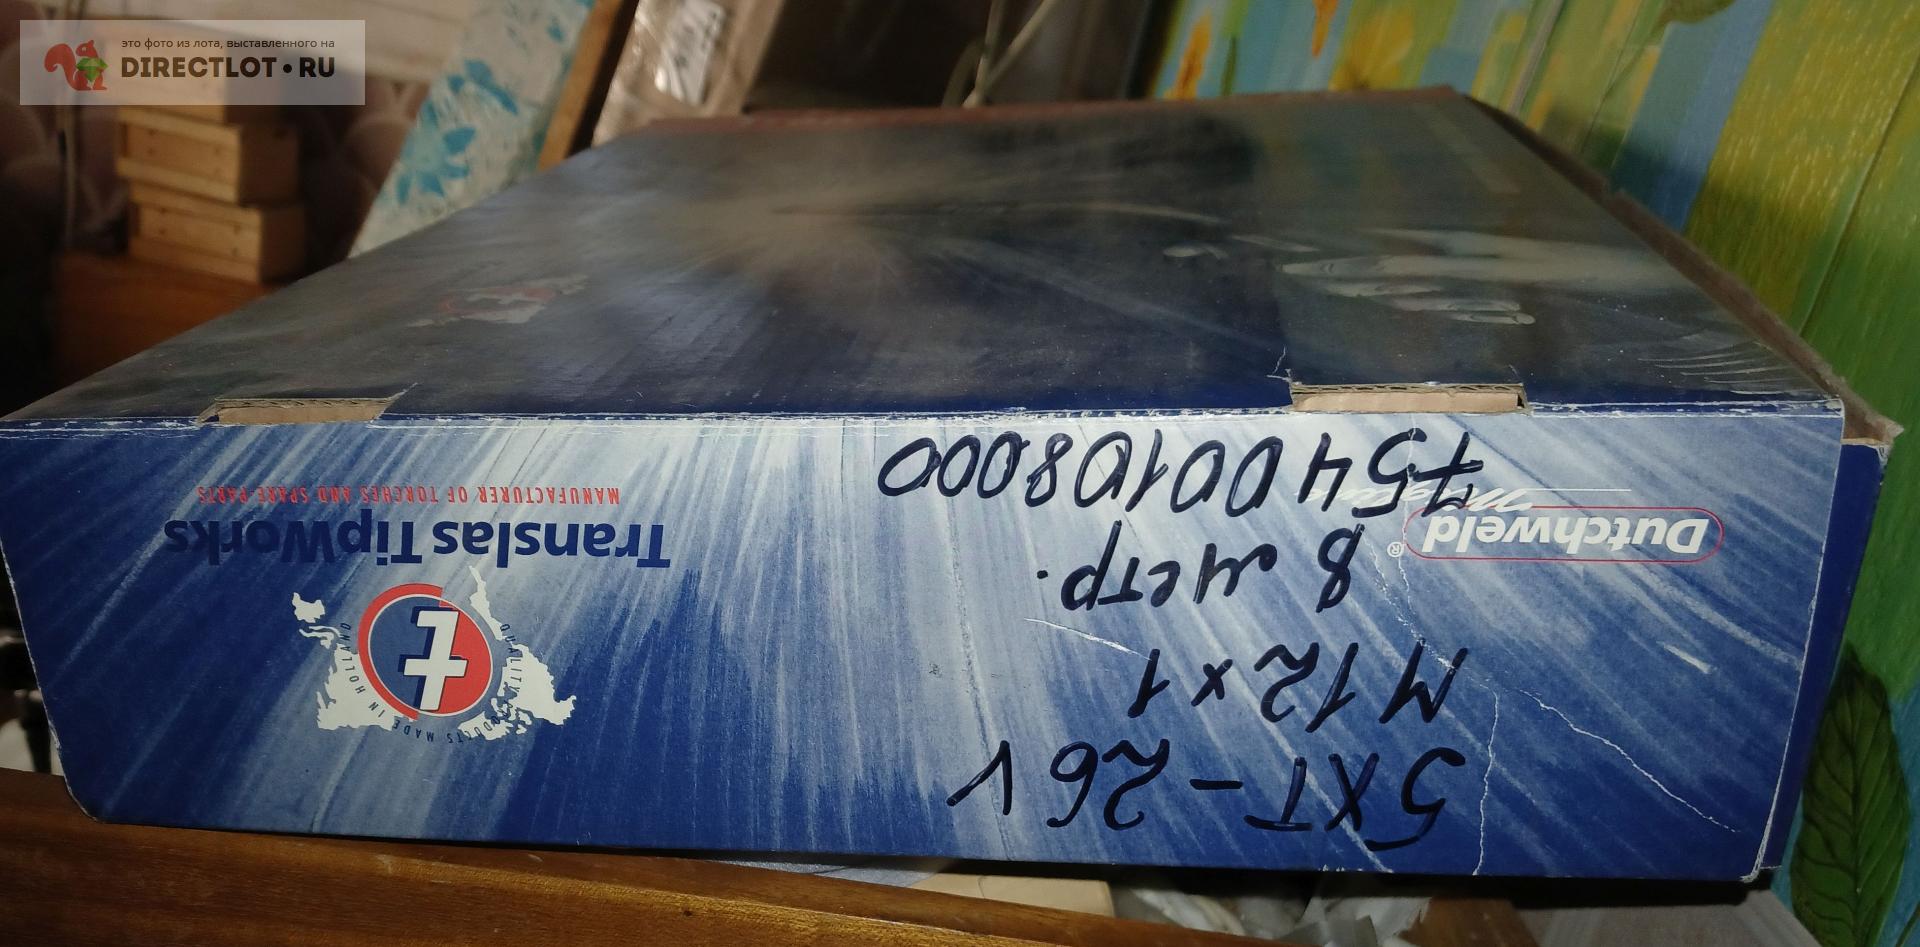 это фото из лота, выставленного на
DIRECTLOT • RU
5XT-26V
M12×1
8 метр.
75400108000
Dutchweld®
QUALITY PRODUCTS MADE IN HOLLAND
t
Translas TipWorks
MANUFACTURER OF TORCHES AND SPARE PARTS